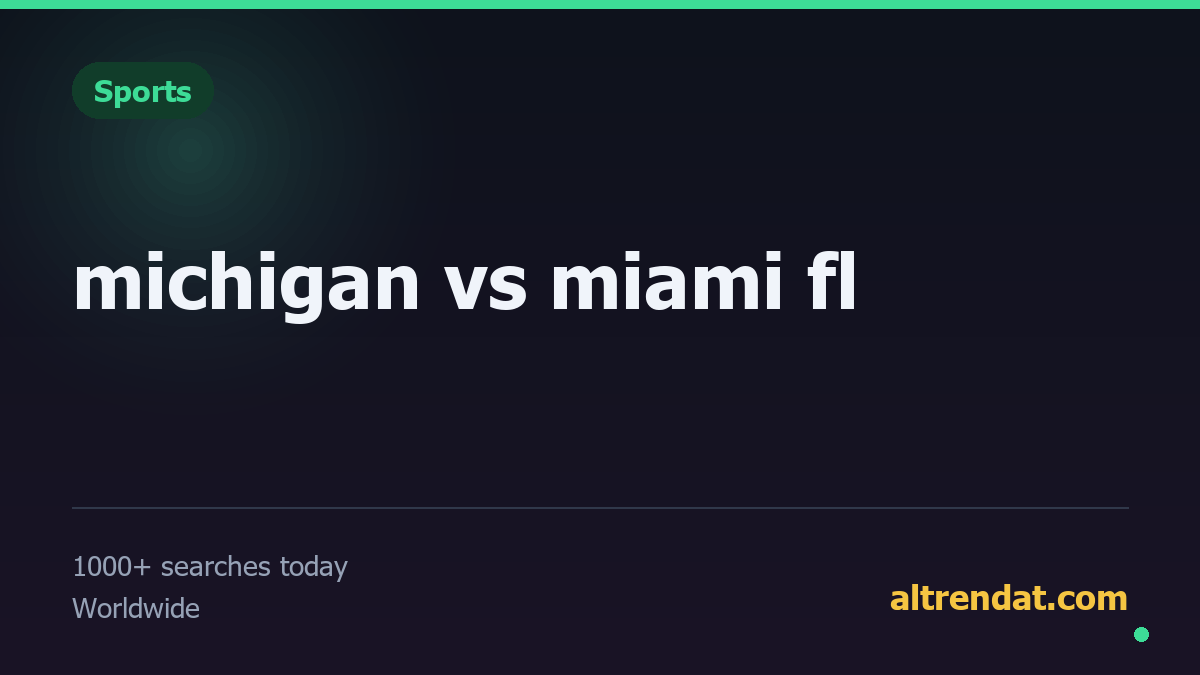 Sports
michigan vs miami fl
1000+ searches today
Worldwide
altrendat.com